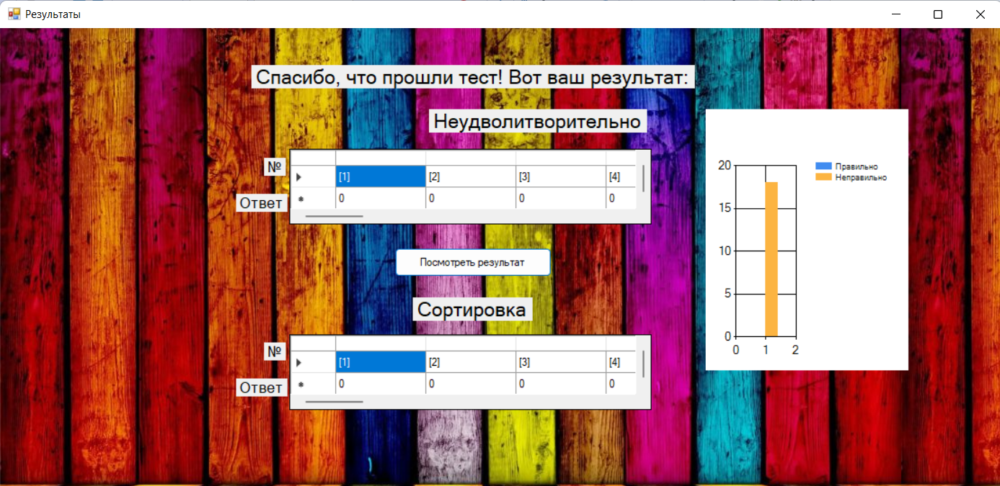 Результаты
Спасибо, что прошли тест! Вот ваш результат:
Неудволитворительно
№
[1] [2] [3] [4]
Ответ
0 0 0 0
Посмотреть результат
Сортировка
№
[1] [2] [3] [4]
Ответ
0 0 0 0
Правильно
Неправильно
20
15
10
5
0
0 1 2